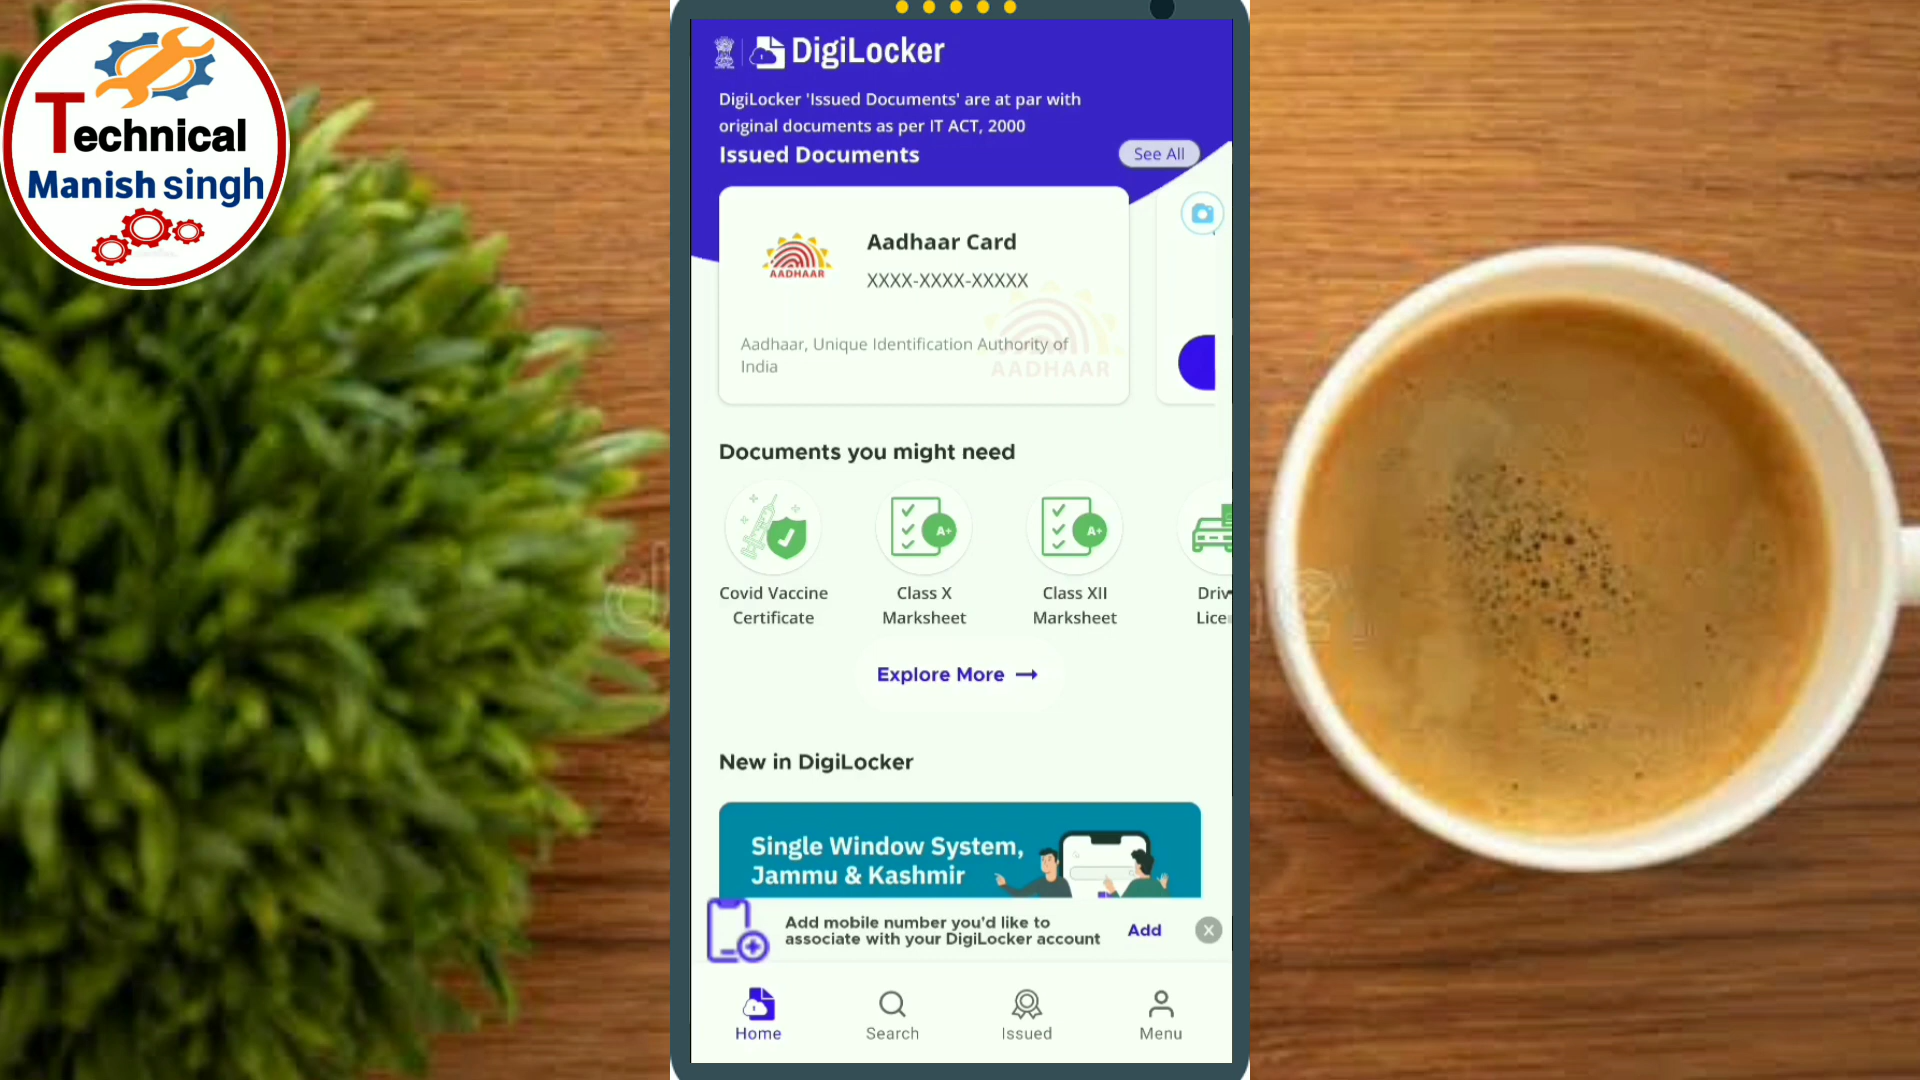 Technical
Manish singh
DigiLocker
DigiLocker 'Issued Documents' are at par with
original documents as per IT ACT, 2000
Issued Documents
See All
AADHAAR
Aadhaar Card
XXXX-XXXX-XXXXX
Aadhaar, Unique Identification Authority of
India
AADHAAR
Documents you might need
A+
A+
Covid Vaccine
Certificate
Class X
Marksheet
Class XII
Marksheet
Driv
Lice
Explore More →
New in DigiLocker
Single Window System,
Jammu & Kashmir
Add mobile number you'd like to
associate with your DigiLocker account
Add
X
Home
Search
Issued
Menu